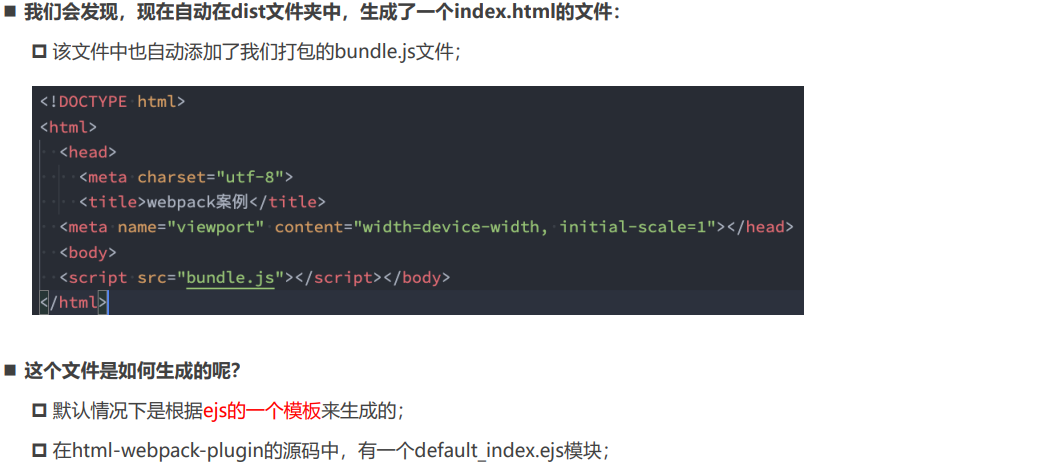 我们会发现，现在自动在dist文件夹中，生成了一个index.html的文件：
该文件中也自动添加了我们打包的bundle.js文件；
<!DOCTYPE html>
<html>
  <head>
    <meta charset="utf-8">
    <title>webpack案例</title>
  <meta name="viewport" content="width=device-width, initial-scale=1"></head>
  <body>
  <script src="bundle.js"></script></body>
</html>
这个文件是如何生成的呢？
默认情况下是根据ejs的一个模板来生成的；
在html-webpack-plugin的源码中，有一个default_index.ejs模块；